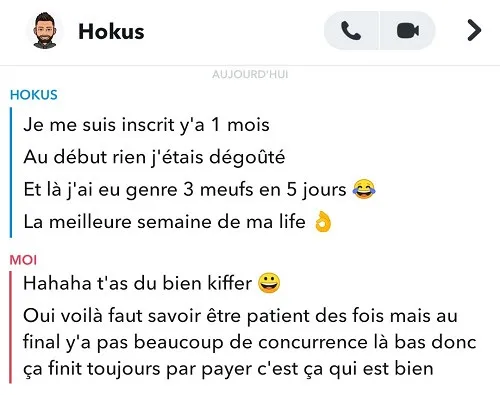 Hokus
AUJOURD'HUI
HOKUS
Je me suis inscrit y'a 1 mois
Au début rien j'étais dégoûté
Et là j'ai eu genre 3 meufs en 5 jours 😂
La meilleure semaine de ma life 👌
MOI
Hahaha t'as du bien kiffer 😀
Oui voilà faut savoir être patient des fois mais au
final y'a pas beaucoup de concurrence là bas donc
ça finit toujours par payer c'est ça qui est bien